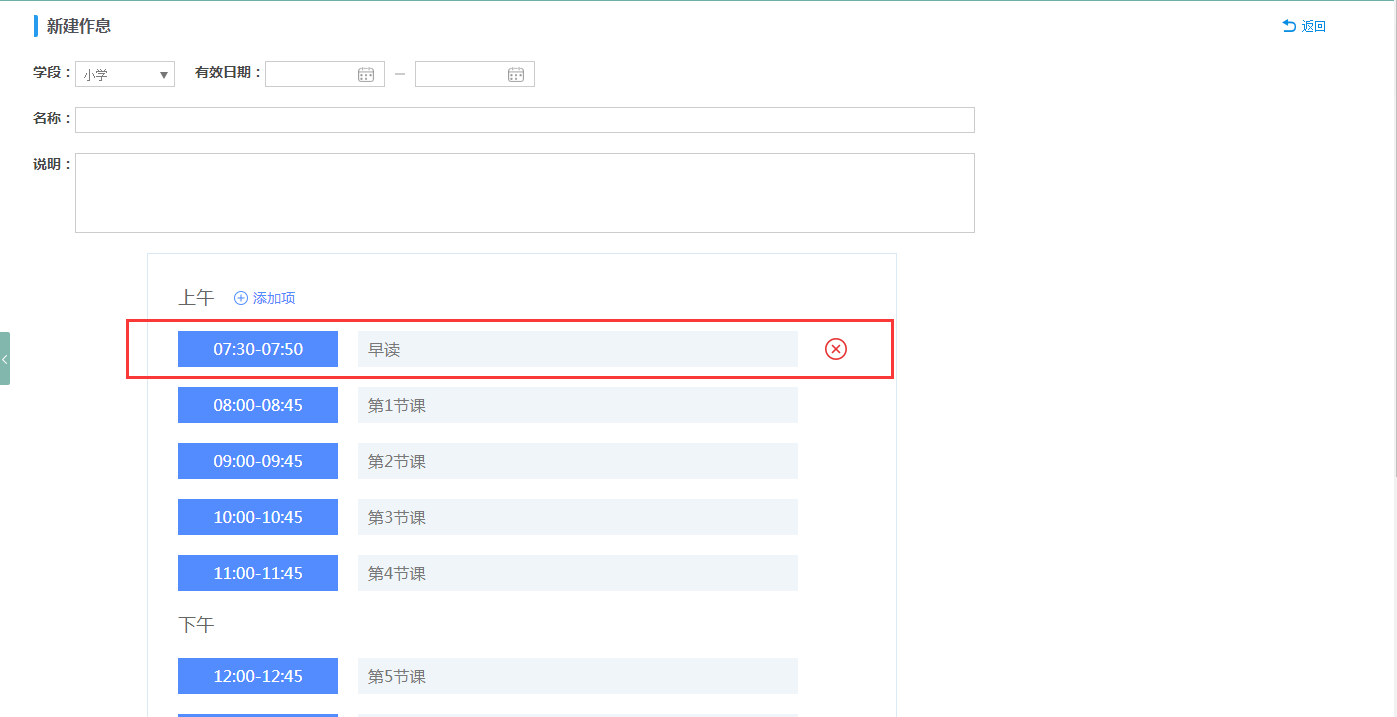 新建作息
返回
学段：小学 有效日期：
名称：
说明：
上午 添加项
07:30-07:50 早读
08:00-08:45 第1节课
09:00-09:45 第2节课
10:00-10:45 第3节课
11:00-11:45 第4节课
下午
12:00-12:45 第5节课